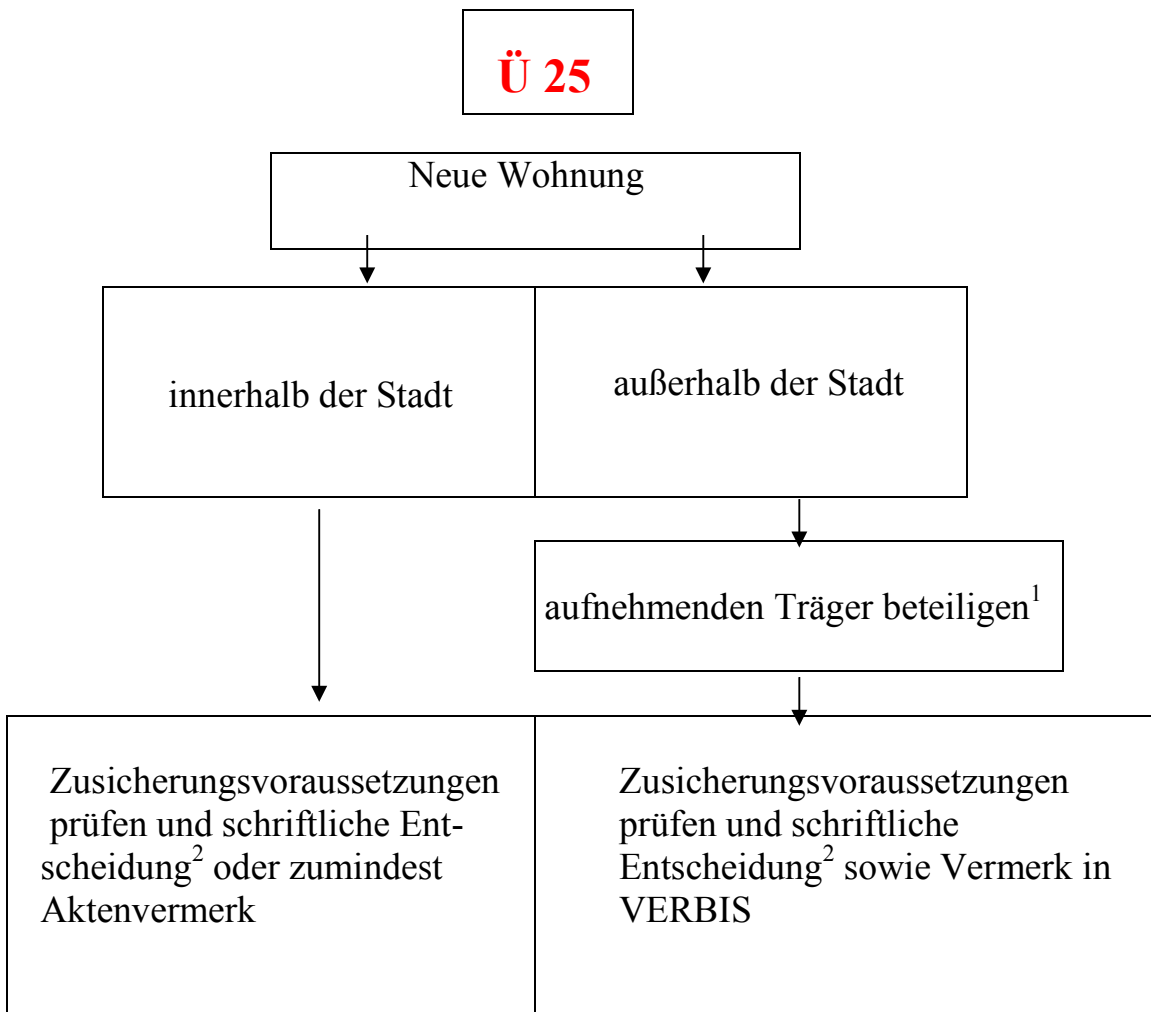 Ü 25
Neue Wohnung
innerhalb der Stadt
außerhalb der Stadt
aufnehmenden Träger beteiligen¹
Zusicherungsvoraussetzungen
prüfen und schriftliche Ent-
scheidung² oder zumindest
Aktenvermerk
Zusicherungsvoraussetzungen
prüfen und schriftliche
Entscheidung² sowie Vermerk in
VERBIS